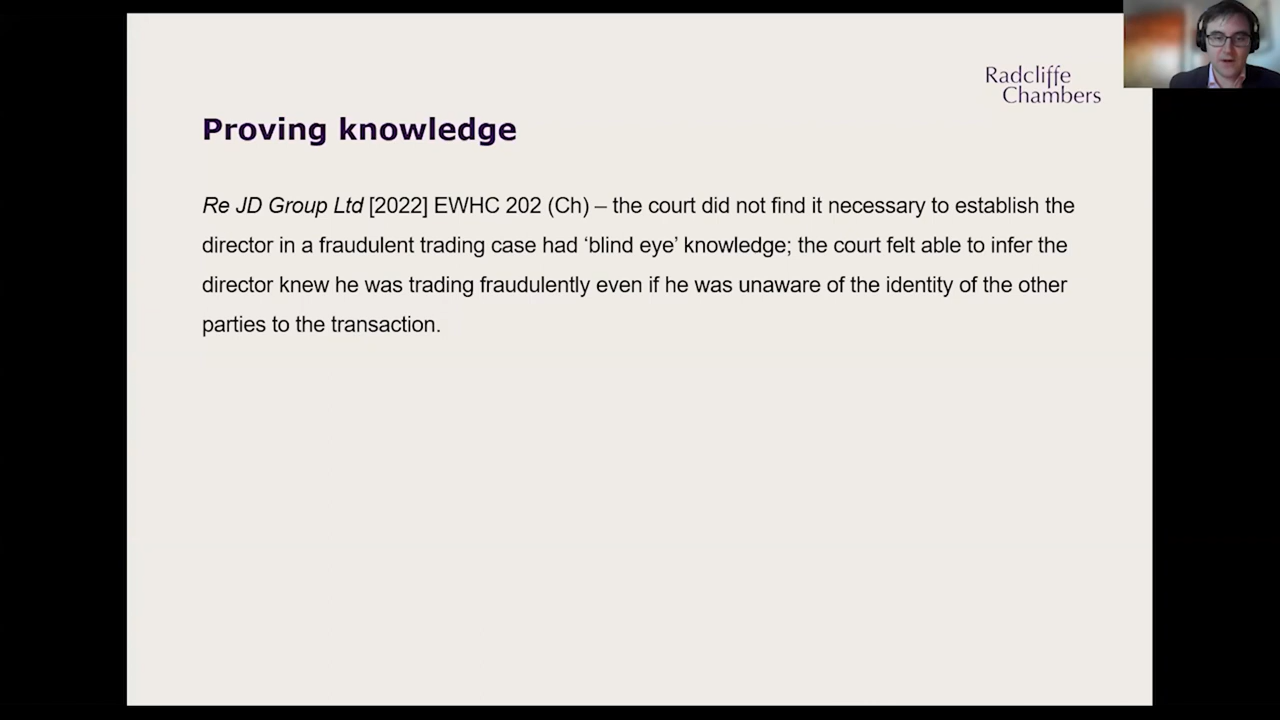 Radcliffe
Chambers
Proving knowledge
Re JD Group Ltd [2022] EWHC 202 (Ch) – the court did not find it necessary to establish the
director in a fraudulent trading case had ‘blind eye’ knowledge; the court felt able to infer the
director knew he was trading fraudulently even if he was unaware of the identity of the other
parties to the transaction.